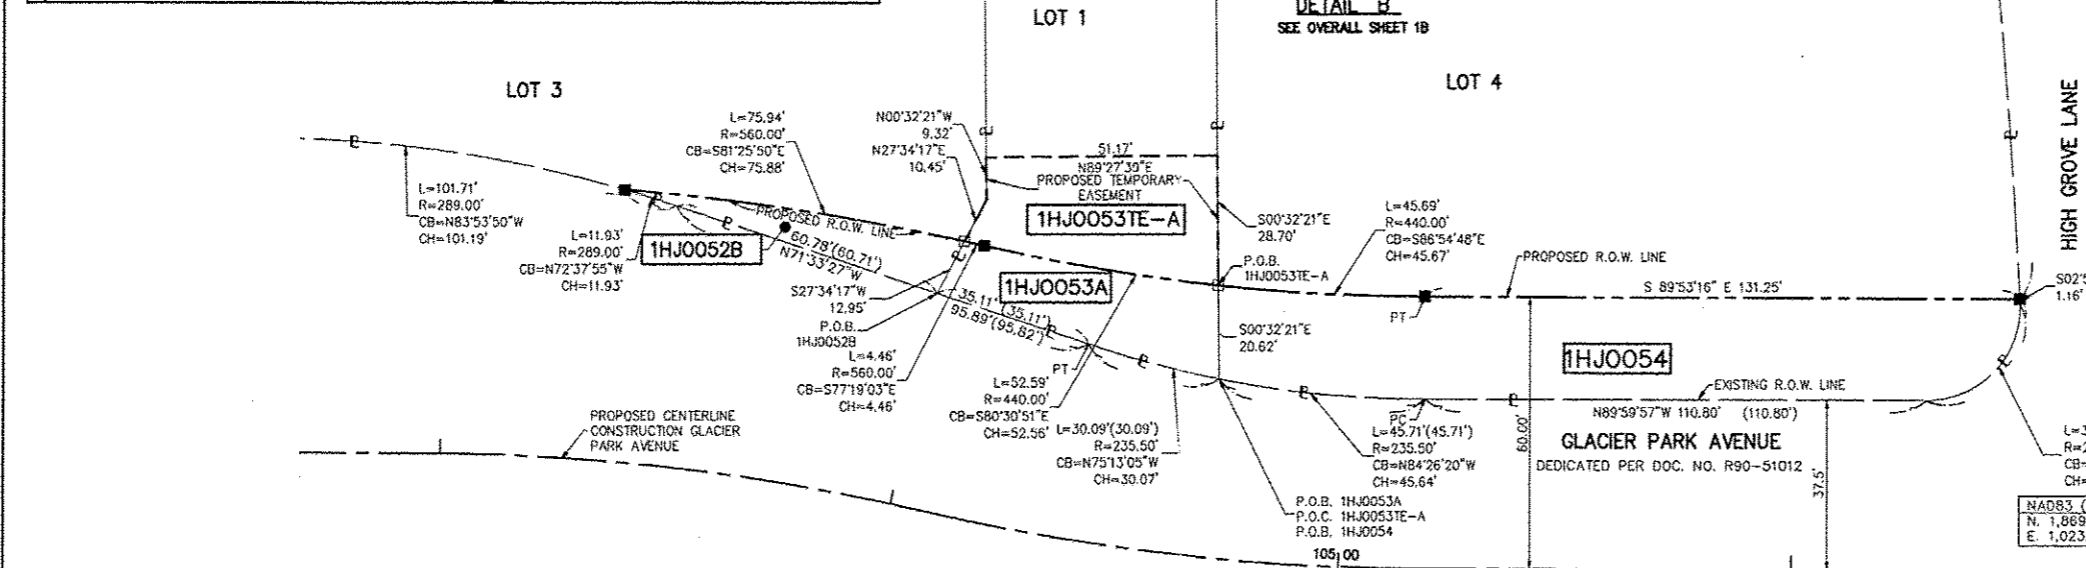 LOT 1
DETAIL B
SEE OVERALL SHEET 1B
LOT 3
LOT 4
HIGH GROVE LANE
L=75.94'
R=560.00'
CB=S81°25'50"E
CH=75.88'
N00°32'21"W
9.32'
N27°34'17"E
10.45'
51.17'
N89°27'39"E
PROPOSED TEMPORARY
EASEMENT
1HJ0053TE-A
L=101.71'
R=289.00'
CB=N83°53'50"W
CH=101.19'
PROPOSED R.O.W. LINE
L=11.93'
R=289.00'
CB=N72°37'55"W
CH=11.93'
1HJ0052B
60.78'(60.71')
N71°33'27"W
S00°32'21"E
28.70'
L=45.69'
R=440.00'
CB=S86°54'48"E
CH=45.67'
PROPOSED R.O.W. LINE
P.O.B.
1HJ0053TE-A
S27°34'17"W
12.95'
1HJ0053A
S 89°53'16" E 131.25'
1.16'
P.O.B.
1HJ0052B
35.11' (35.11')
95.89'(95.82')
PT
S00°32'21"E
20.62'
L=4.46'
R=560.00'
CB=S77°19'03"E
CH=4.46'
PT
1HJ0054
L=52.59'
R=440.00'
CB=S80°30'51"E
CH=52.56'
EXISTING R.O.W. LINE
PROPOSED CENTERLINE
CONSTRUCTION GLACIER
PARK AVENUE
N89°59'57"W 110.80' (110.80')
PC
L=30.09'(30.09')
R=235.50'
CB=N75°13'05"W
CH=30.07'
L=45.71'(45.71')
R=235.50'
CB=N84°26'20"W
CH=45.64'
60.00'
GLACIER PARK AVENUE
DEDICATED PER DOC. NO. R90-51012
37.5'
CB=
CH=
P.O.B. 1HJ0053A
P.O.C. 1HJ0053TE-A
P.O.B. 1HJ0054
NAD83 (
N. 1,869
E. 1,023
105+00